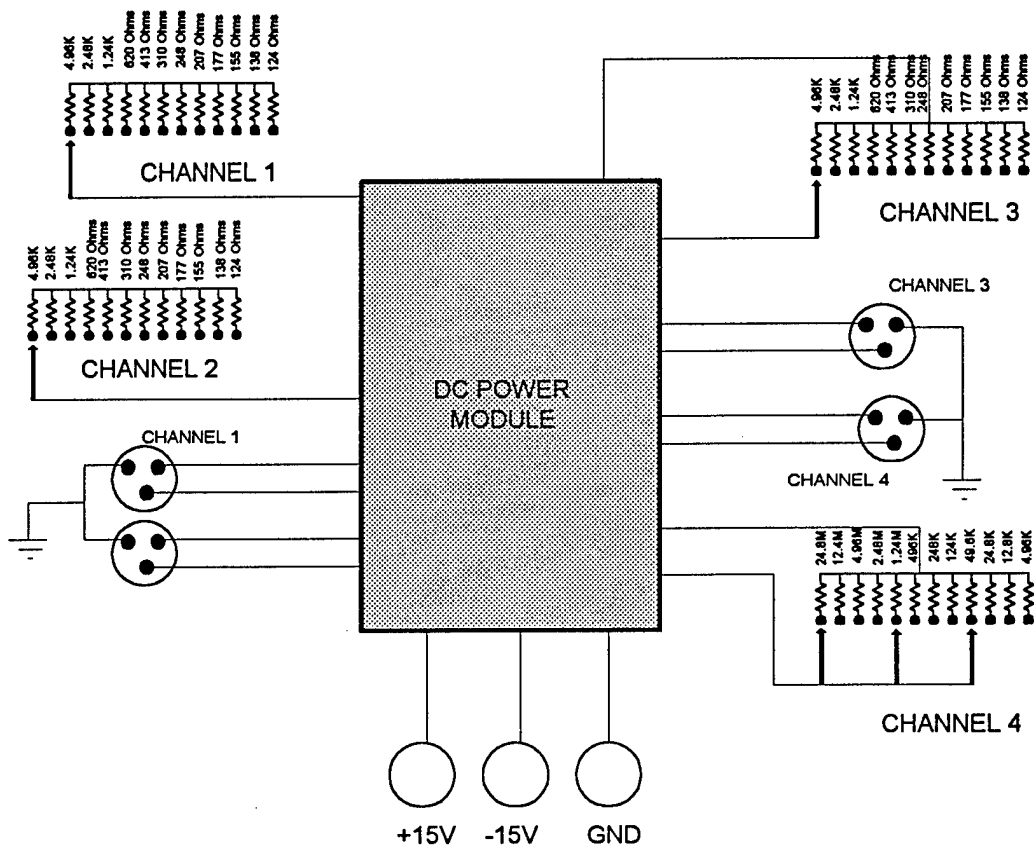 4.96K
2.48K
1.24K
620 Ohms
413 Ohms
310 Ohms
248 Ohms
207 Ohms
177 Ohms
155 Ohms
138 Ohms
124 Ohms
CHANNEL 1
4.96K
2.48K
1.24K
620 Ohms
413 Ohms
310 Ohms
248 Ohms
207 Ohms
177 Ohms
155 Ohms
138 Ohms
124 Ohms
CHANNEL 3
4.96K
2.48K
1.24K
620 Ohms
413 Ohms
310 Ohms
248 Ohms
207 Ohms
177 Ohms
155 Ohms
138 Ohms
124 Ohms
CHANNEL 2
CHANNEL 3
DC POWER
MODULE
CHANNEL 1
CHANNEL 4
24.8M
12.4M
4.96M
2.48M
1.24M
496K
248K
124K
49.6K
24.8K
12.8K
4.96K
CHANNEL 4
+15V
-15V
GND